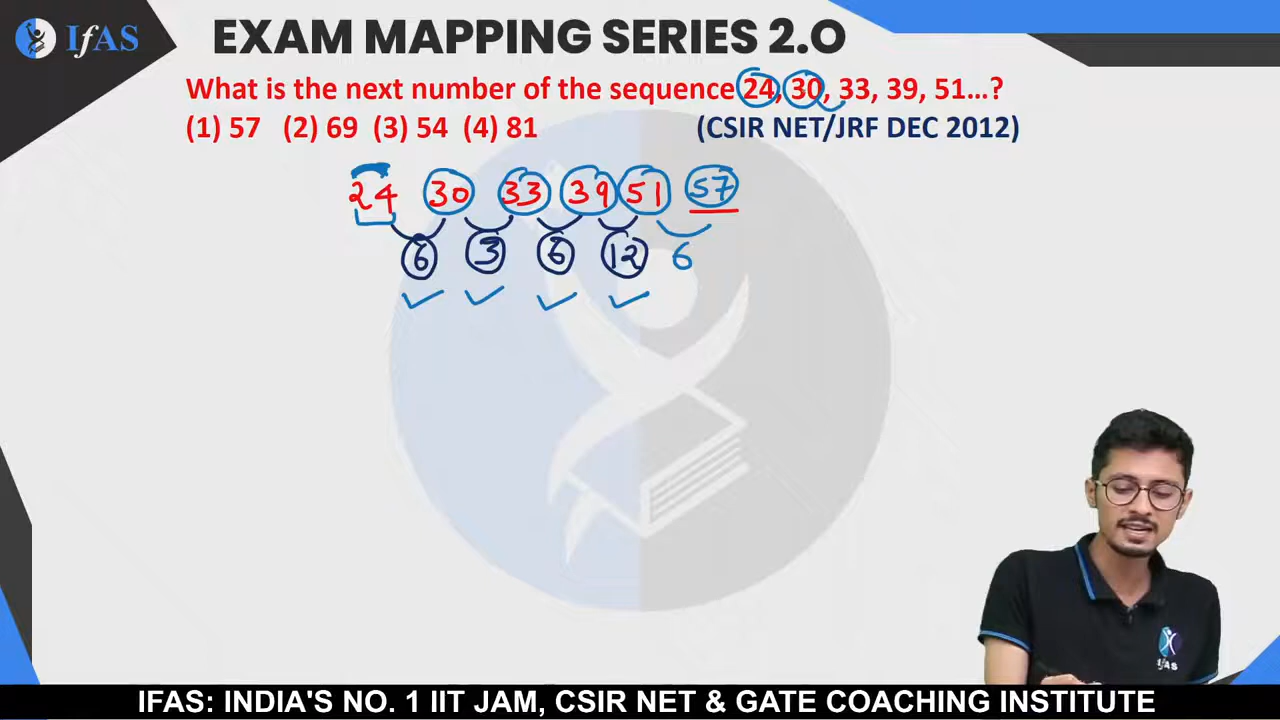 IfAS EXAM MAPPING SERIES 2.O
What is the next number of the sequence 24, 30, 33, 39, 51...?
(1) 57 (2) 69 (3) 54 (4) 81 (CSIR NET/JRF DEC 2012)
24 30 33 39 51 57
6 3 6 12 6
IfAS
IFAS: INDIA'S NO. 1 IIT JAM, CSIR NET & GATE COACHING INSTITUTE